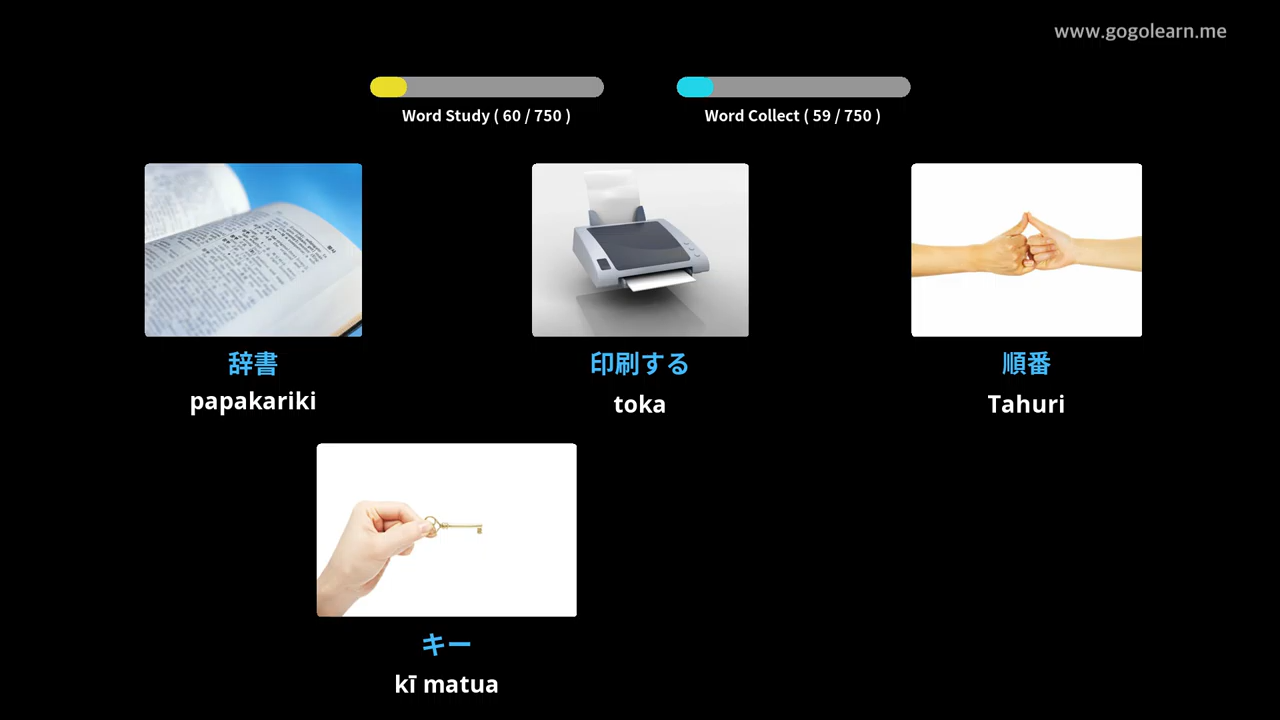 www.gogolearn.me
Word Study ( 60 / 750 )
Word Collect ( 59 / 750 )
辞書
papakariki
印刷する
toka
順番
Tahuri
キー
kī matua